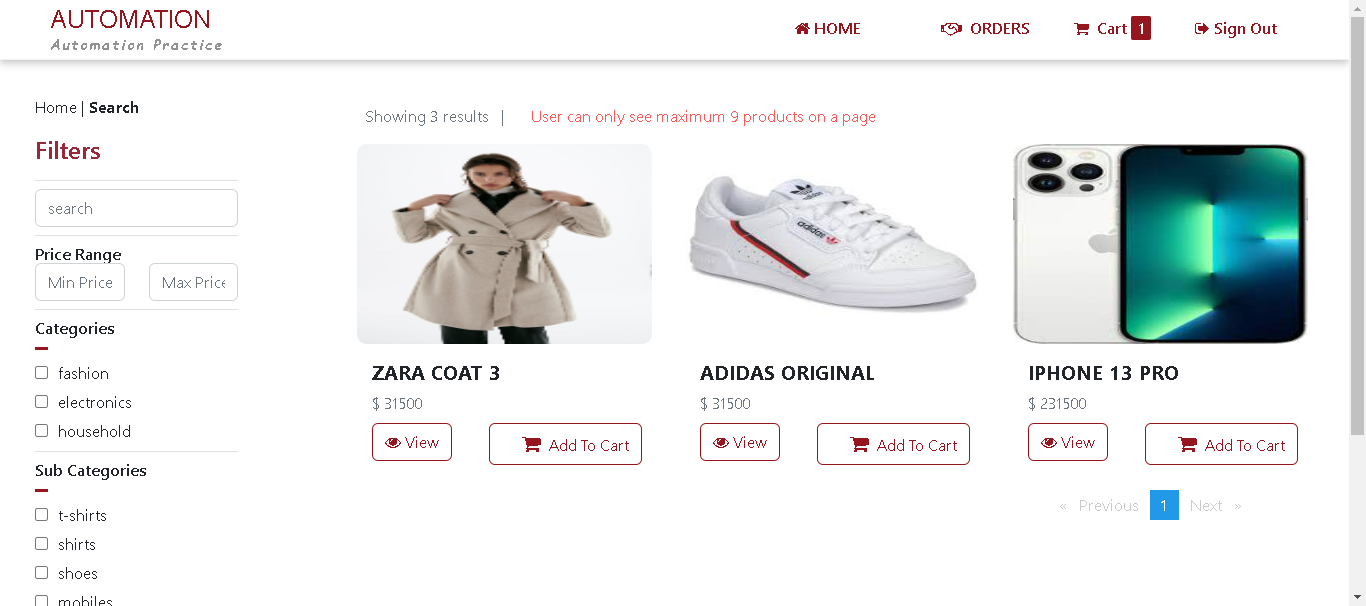 AUTOMATION
Automation Practice
HOME
ORDERS
Cart 1
Sign Out
Home | Search
Filters
search
Price Range
Min Price
Max Price
Categories
fashion
electronics
household
Sub Categories
t-shirts
shirts
shoes
mobiles
Showing 3 results |
User can only see maximum 9 products on a page
ZARA COAT 3
$ 31500
View
Add To Cart
adidas
adidas
ADIDAS ORIGINAL
$ 31500
View
Add To Cart
IPHONE 13 PRO
$ 231500
View
Add To Cart
« Previous 1 Next »